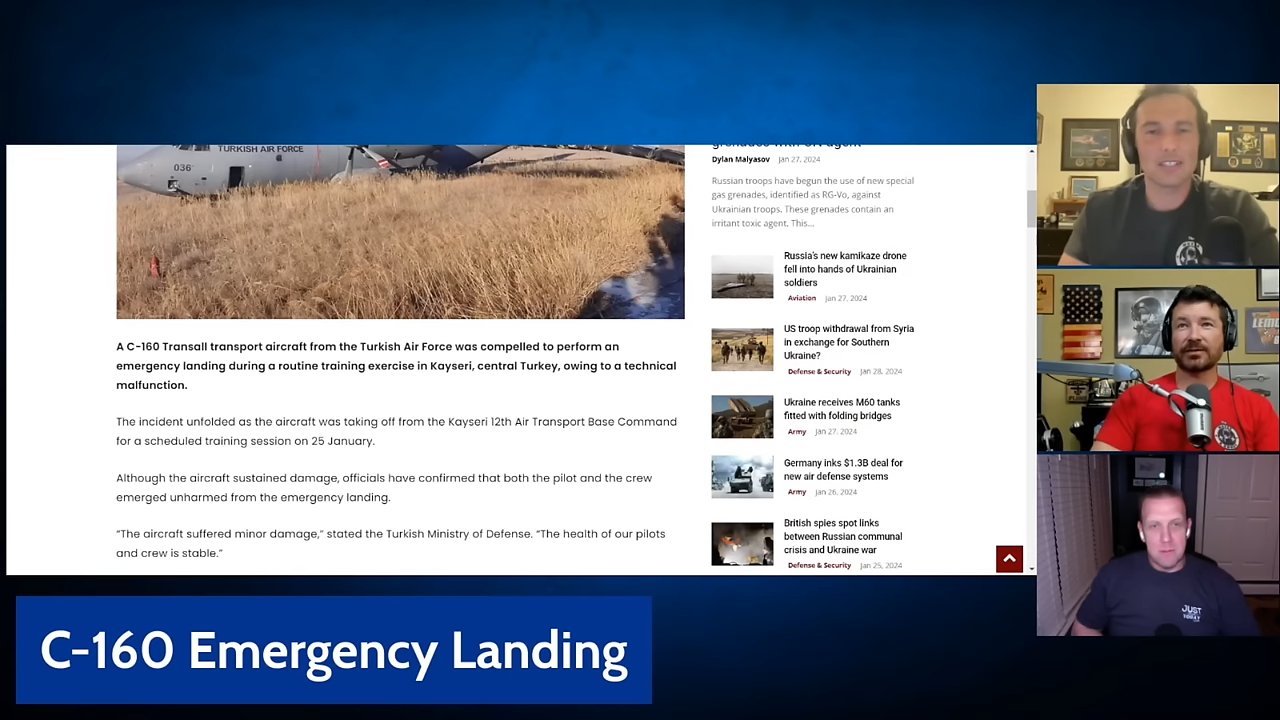 TURKISH AIR FORCE
036
A C-160 Transall transport aircraft from the Turkish Air Force was compelled to perform an
emergency landing during a routine training exercise in Kayseri, central Turkey, owing to a technical
malfunction.
The incident unfolded as the aircraft was taking off from the Kayseri 12th Air Transport Base Command
for a scheduled training session on 25 January.
Although the aircraft sustained damage, officials have confirmed that both the pilot and the crew
emerged unharmed from the emergency landing.
“The aircraft suffered minor damage,” stated the Turkish Ministry of Defense. “The health of our pilots
and crew is stable.”
Dylan Malyasov Jan 27, 2024
Russian troops have begun the use of new special
gas grenades, identified as RG-Vo, against
Ukrainian troops. These grenades contain an
irritant toxic agent. This...
Russia's new kamikaze drone
fell into hands of Ukrainian
soldiers
Aviation Jan 27, 2024
US troop withdrawal from Syria
in exchange for Southern
Ukraine?
Defense & Security Jan 28, 2024
Ukraine receives M60 tanks
fitted with folding bridges
Army Jan 27, 2024
Germany inks $1.3B deal for
new air defense systems
Army Jan 26, 2024
British spies spot links
between Russian communal
crisis and Ukraine war
Defense & Security Jan 25, 2024
JUST
TODAY
C-160 Emergency Landing